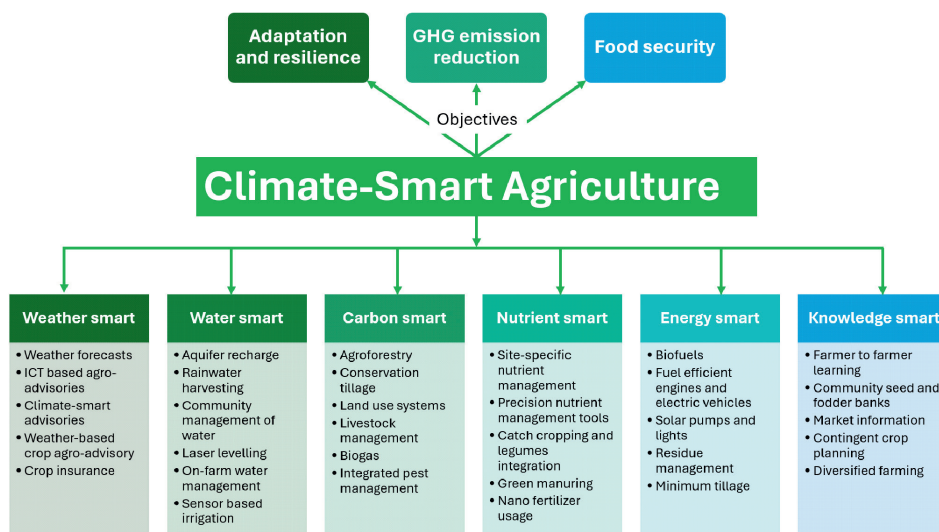 Adaptation
and resilience
GHG emission
reduction
Food security
Objectives
Climate-Smart Agriculture
Weather smart
• Weather forecasts
• ICT based agro-
advisories
• Climate-smart
advisories
• Weather-based
crop agro-advisory
• Crop insurance
Water smart
• Aquifer recharge
• Rainwater
harvesting
• Community
management of
water
• Laser levelling
• On-farm water
management
• Sensor based
irrigation
Carbon smart
• Agroforestry
• Conservation
tillage
• Land use systems
• Livestock
management
• Biogas
• Integrated pest
management
Nutrient smart
• Site-specific
nutrient
management
• Precision nutrient
management tools
• Catch cropping and
legumes
integration
• Green manuring
• Nano fertilizer
usage
Energy smart
• Biofuels
• Fuel efficient
engines and
electric vehicles
• Solar pumps and
lights
• Residue
management
• Minimum tillage
Knowledge smart
• Farmer to farmer
learning
• Community seed and
fodder banks
• Market information
• Contingent crop
planning
• Diversified farming